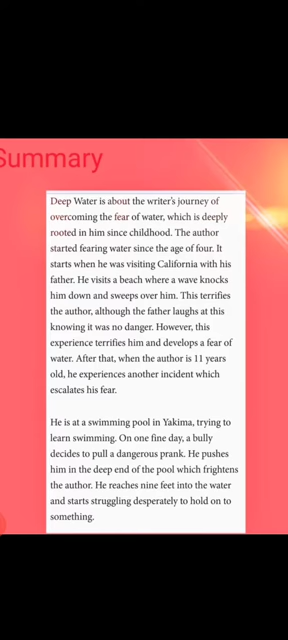 Summary
Deep Water is about the writer's journey of
overcoming the fear of water, which is deeply
rooted in him since childhood. The author
started fearing water since the age of four. It
starts when he was visiting California with his
father. He visits a beach where a wave knocks
him down and sweeps over him. This terrifies
the author, although the father laughs at this
knowing it was no danger. However, this
experience terrifies him and develops a fear of
water. After that, when the author is 11 years
old, he experiences another incident which
escalates his fear.
He is at a swimming pool in Yakima, trying to
learn swimming. On one fine day, a bully
decides to pull a dangerous prank. He pushes
him in the deep end of the pool which frightens
the author. He reaches nine feet into the water
and starts struggling desperately to hold on to
something.